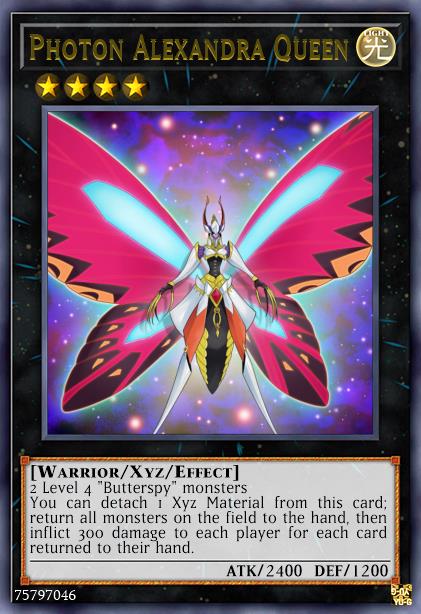 Photon Alexandra Queen
LIGHT
光
[Warrior/Xyz/Effect]
2 Level 4 "Butterspy" monsters
You can detach 1 Xyz Material from this card;
return all monsters on the field to the hand, then
inflict 300 damage to each player for each card
returned to their hand.
ATK/2400 DEF/1200
75797046